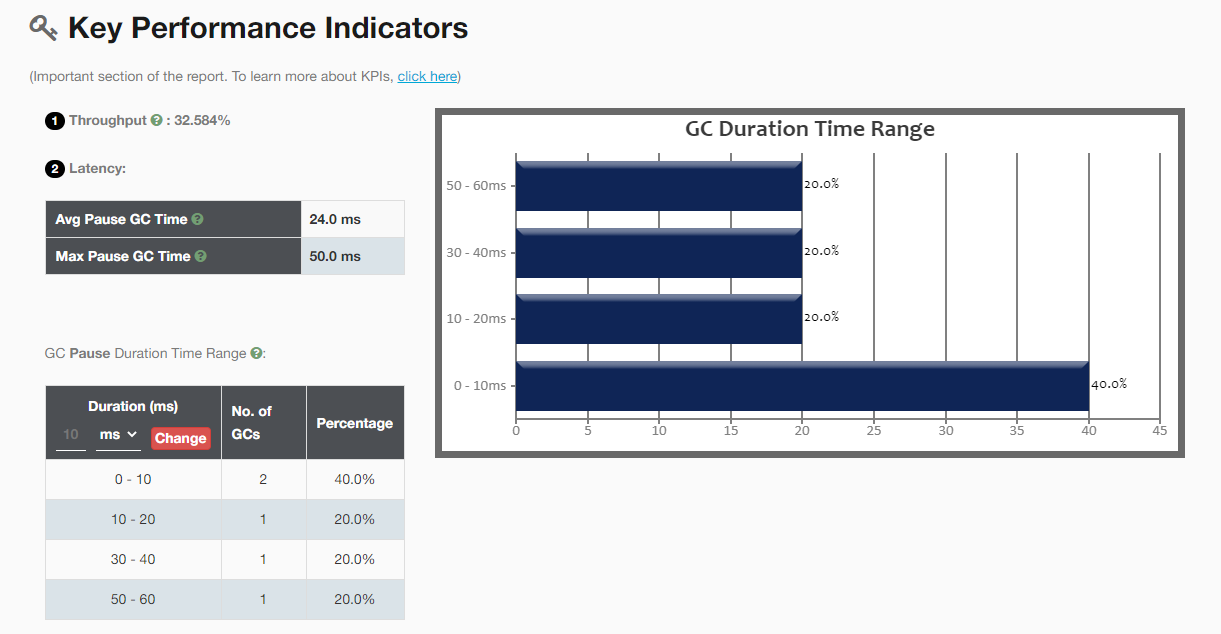 Key Performance Indicators
(Important section of the report. To learn more about KPIs, click here)
1 Throughput ? : 32.584%
2 Latency:
Avg Pause GC Time ? 24.0 ms
Max Pause GC Time ? 50.0 ms
GC Pause Duration Time Range ?:
Duration (ms)
10 ms Change
No. of
GCs
Percentage
0 - 10 2 40.0%
10 - 20 1 20.0%
30 - 40 1 20.0%
50 - 60 1 20.0%
GC Duration Time Range
50 - 60ms 20.0%
30 - 40ms 20.0%
10 - 20ms 20.0%
0 - 10ms 40.0%
0 5 10 15 20 25 30 35 40 45